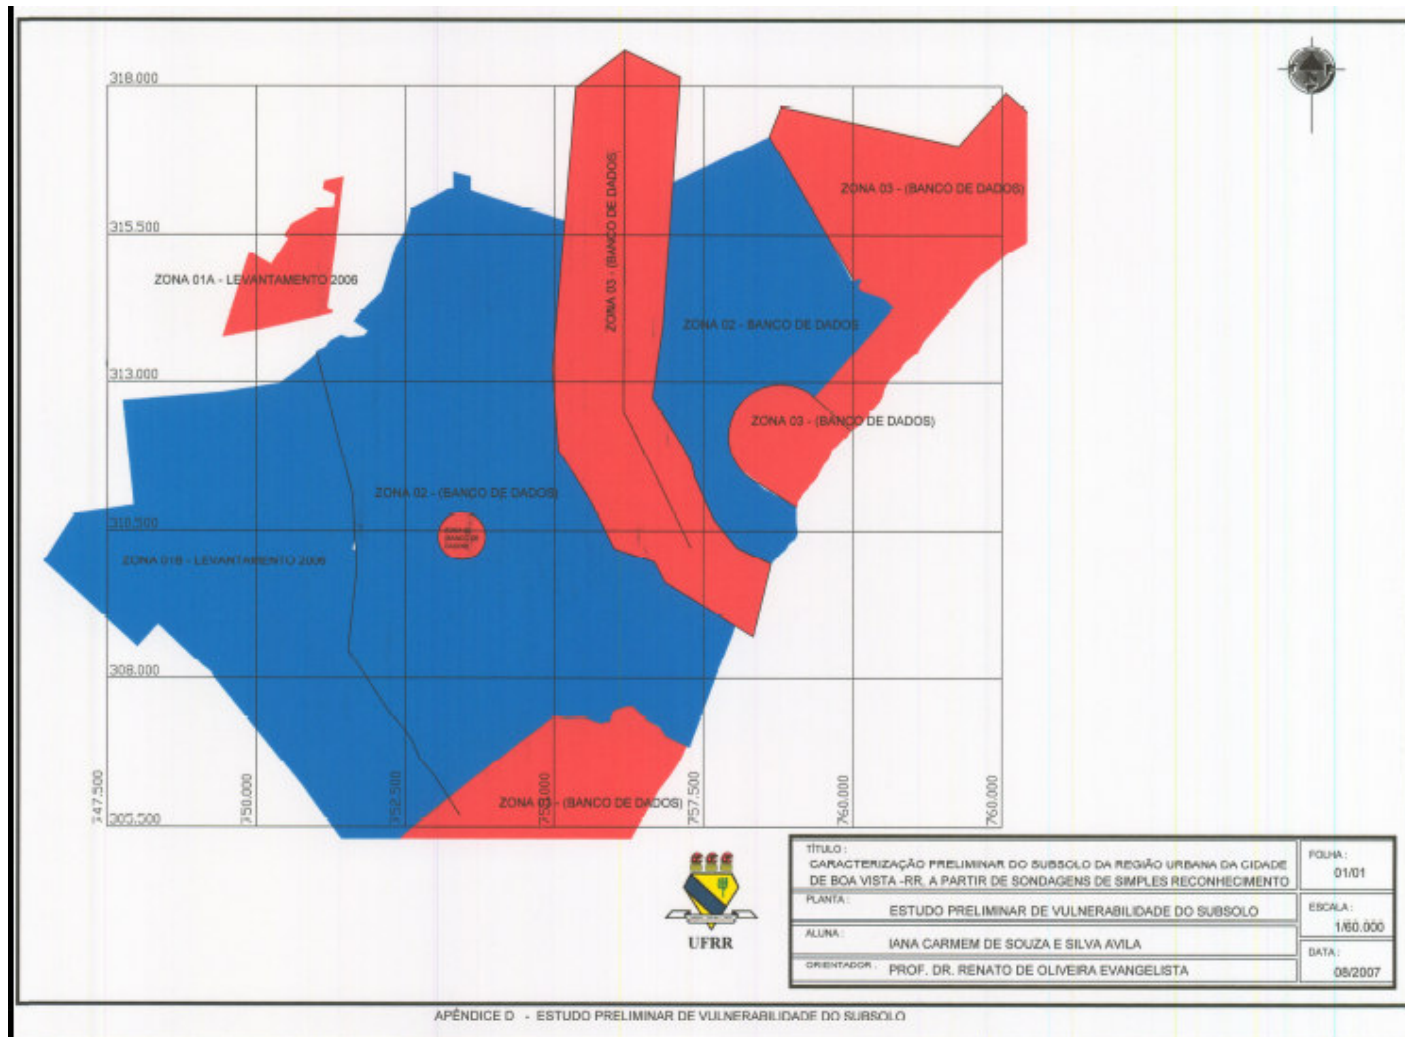 318.000
ZONA 03 - (BANCO DE DADOS)
ZONA 03 - (BANCO DE DADOS)
315.500
ZONA 01A - LEVANTAMENTO 2006
ZONA 02 - BANCO DE DADOS
313.000
ZONA 03 - (BANCO DE DADOS)
ZONA 02 - (BANCO DE DADOS)
310.500
ZONA 01B - LEVANTAMENTO 2006
308.000
747.500
750.000
752.500
755.000
757.500
760.000
760.000
ZONA 03 - (BANCO DE DADOS)
305.500
UFRR
TÍTULO :
CARACTERIZAÇÃO PRELIMINAR DO SUBSOLO DA REGIÃO URBANA DA CIDADE
DE BOA VISTA -RR, A PARTIR DE SONDAGENS DE SIMPLES RECONHECIMENTO
FOLHA :
01/01
PLANTA :
ESTUDO PRELIMINAR DE VULNERABILIDADE DO SUBSOLO
ESCALA :
1/60.000
ALUNA :
IANA CARMEM DE SOUZA E SILVA AVILA
DATA :
08/2007
ORIENTADOR :
PROF. DR. RENATO DE OLIVEIRA EVANGELISTA
APÊNDICE D - ESTUDO PRELIMINAR DE VULNERABILIDADE DO SUBSOLO